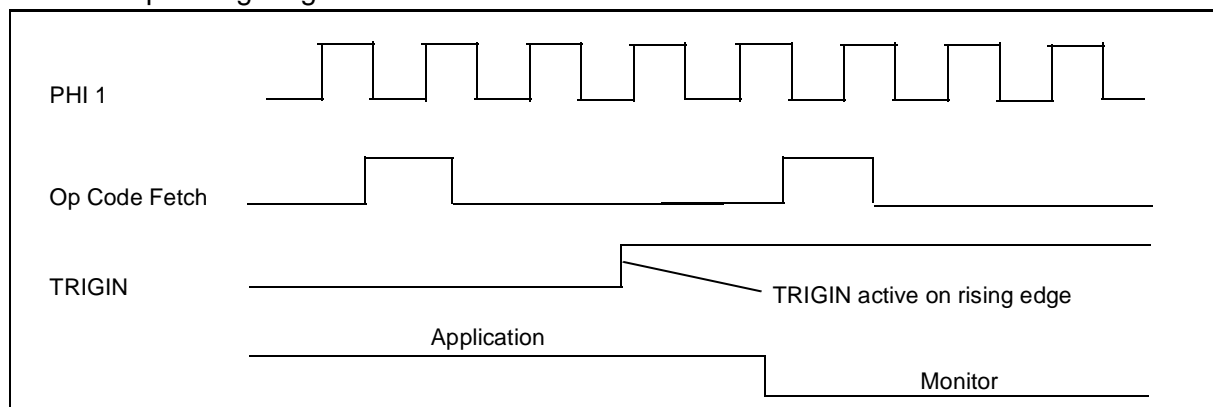 PHI 1
Op Code Fetch
TRIGIN
TRIGIN active on rising edge
Application
Monitor